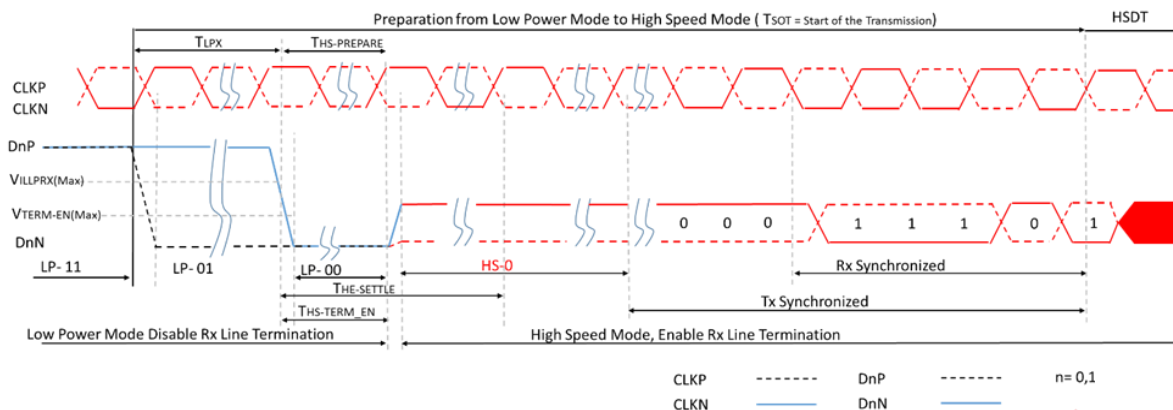 Preparation from Low Power Mode to High Speed Mode ( TSOT = Start of the Transmission)
HSDT
TLPX
THS-PREPARE
CLKP
CLKN
DnP
VILLPRX(Max)
VTERM-EN(Max)
DnN
0 0 0 1 1 1 0 1
LP- 11
LP- 01
LP- 00
HS-0
Rx Synchronized
THE-SETTLE
Tx Synchronized
THS-TERM_EN
Low Power Mode Disable Rx Line Termination
High Speed Mode, Enable Rx Line Termination
CLKP DnP n= 0,1
CLKN DnN